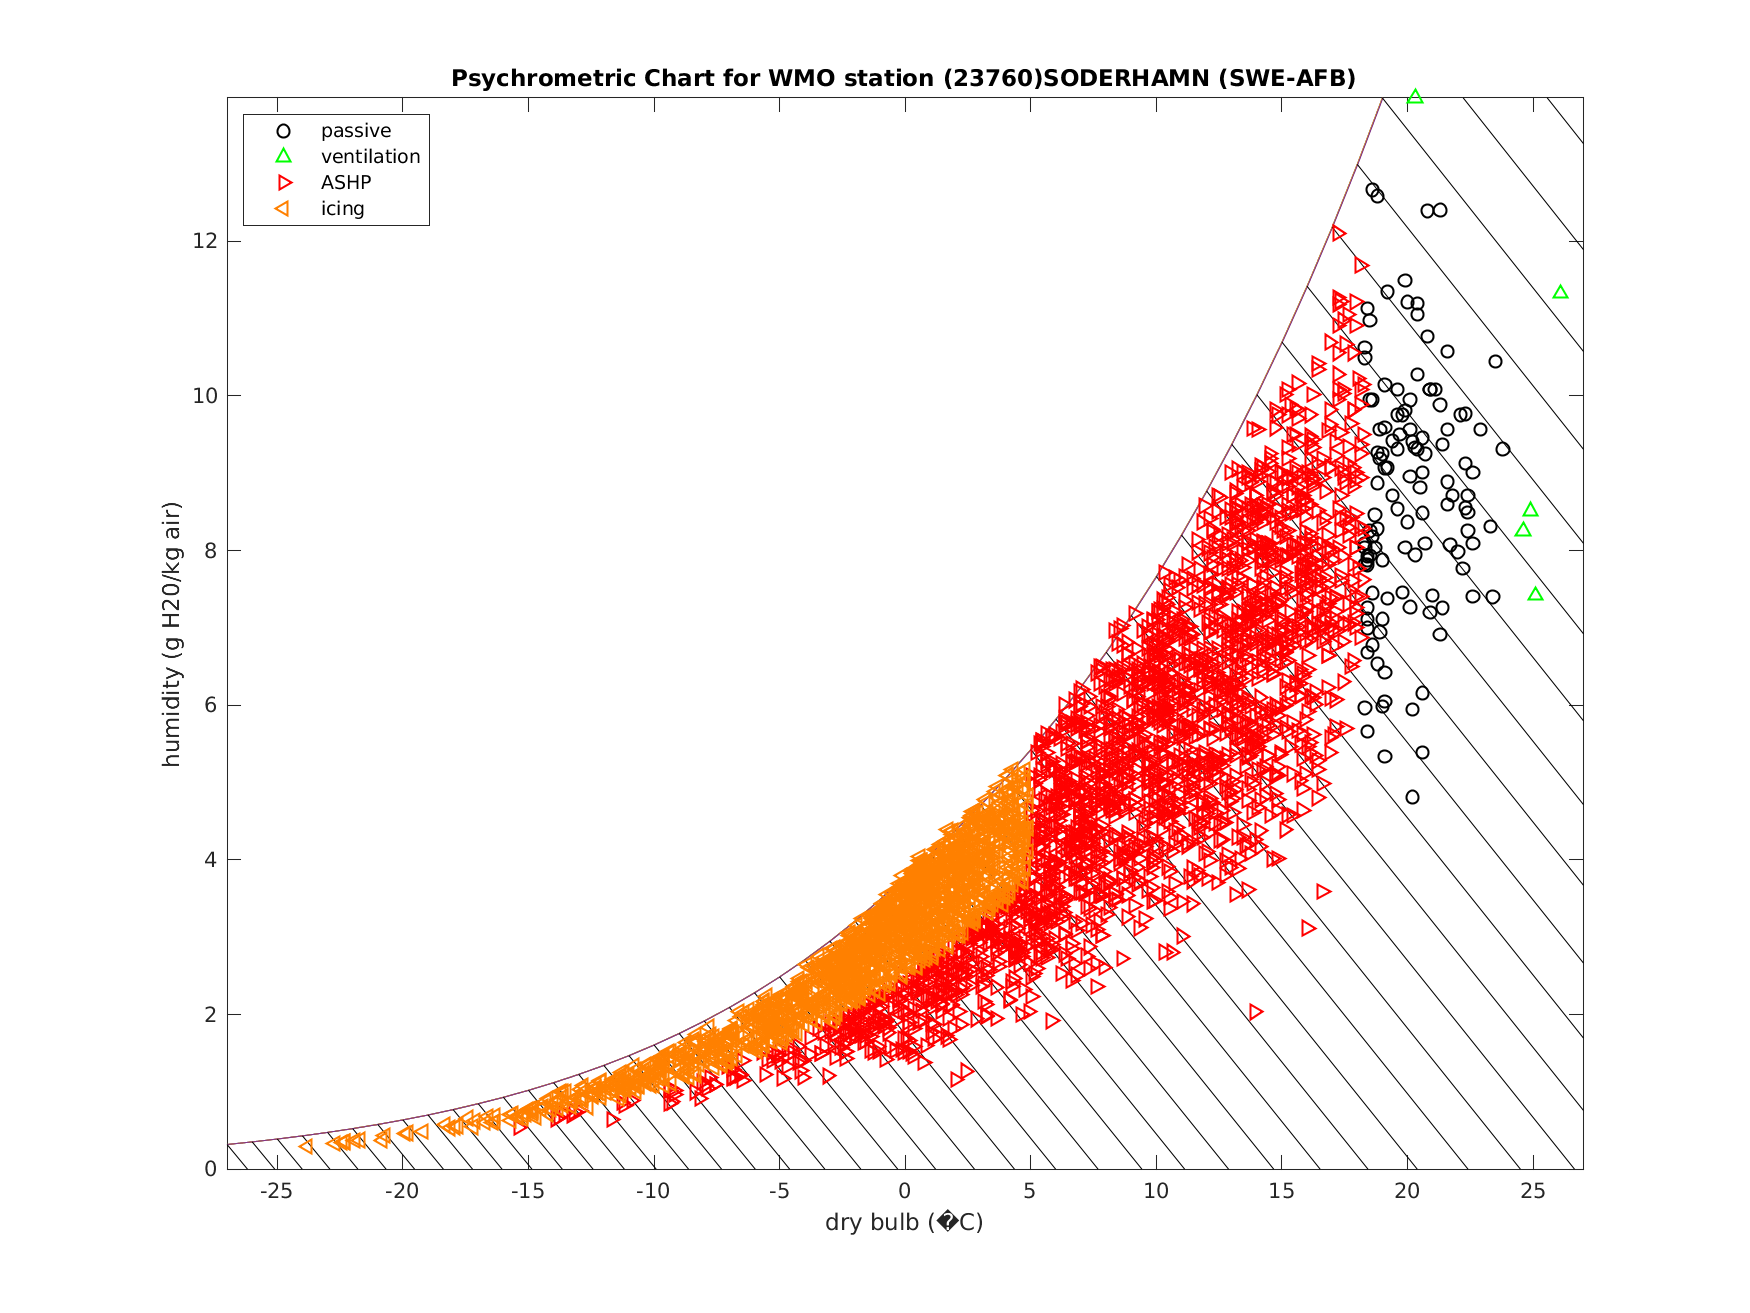 Psychrometric Chart for WMO station (23760)SODERHAMN (SWE-AFB)
passive
ventilation
ASHP
icing
humidity (g H20/kg air)
12
10
8
6
4
2
0
-25 -20 -15 -10 -5 0 5 10 15 20 25
dry bulb (�C)